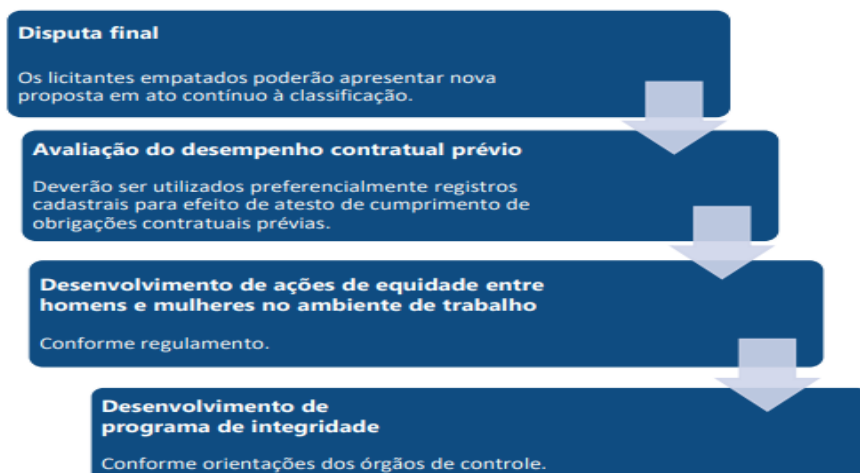 Disputa final
Os licitantes empatados poderão apresentar nova
proposta em ato contínuo à classificação.
Avaliação do desempenho contratual prévio
Deverão ser utilizados preferencialmente registros
cadastrais para efeito de atesto de cumprimento de
obrigações contratuais prévias.
Desenvolvimento de ações de equidade entre
homens e mulheres no ambiente de trabalho
Conforme regulamento.
Desenvolvimento de
programa de integridade
Conforme orientações dos órgãos de controle.